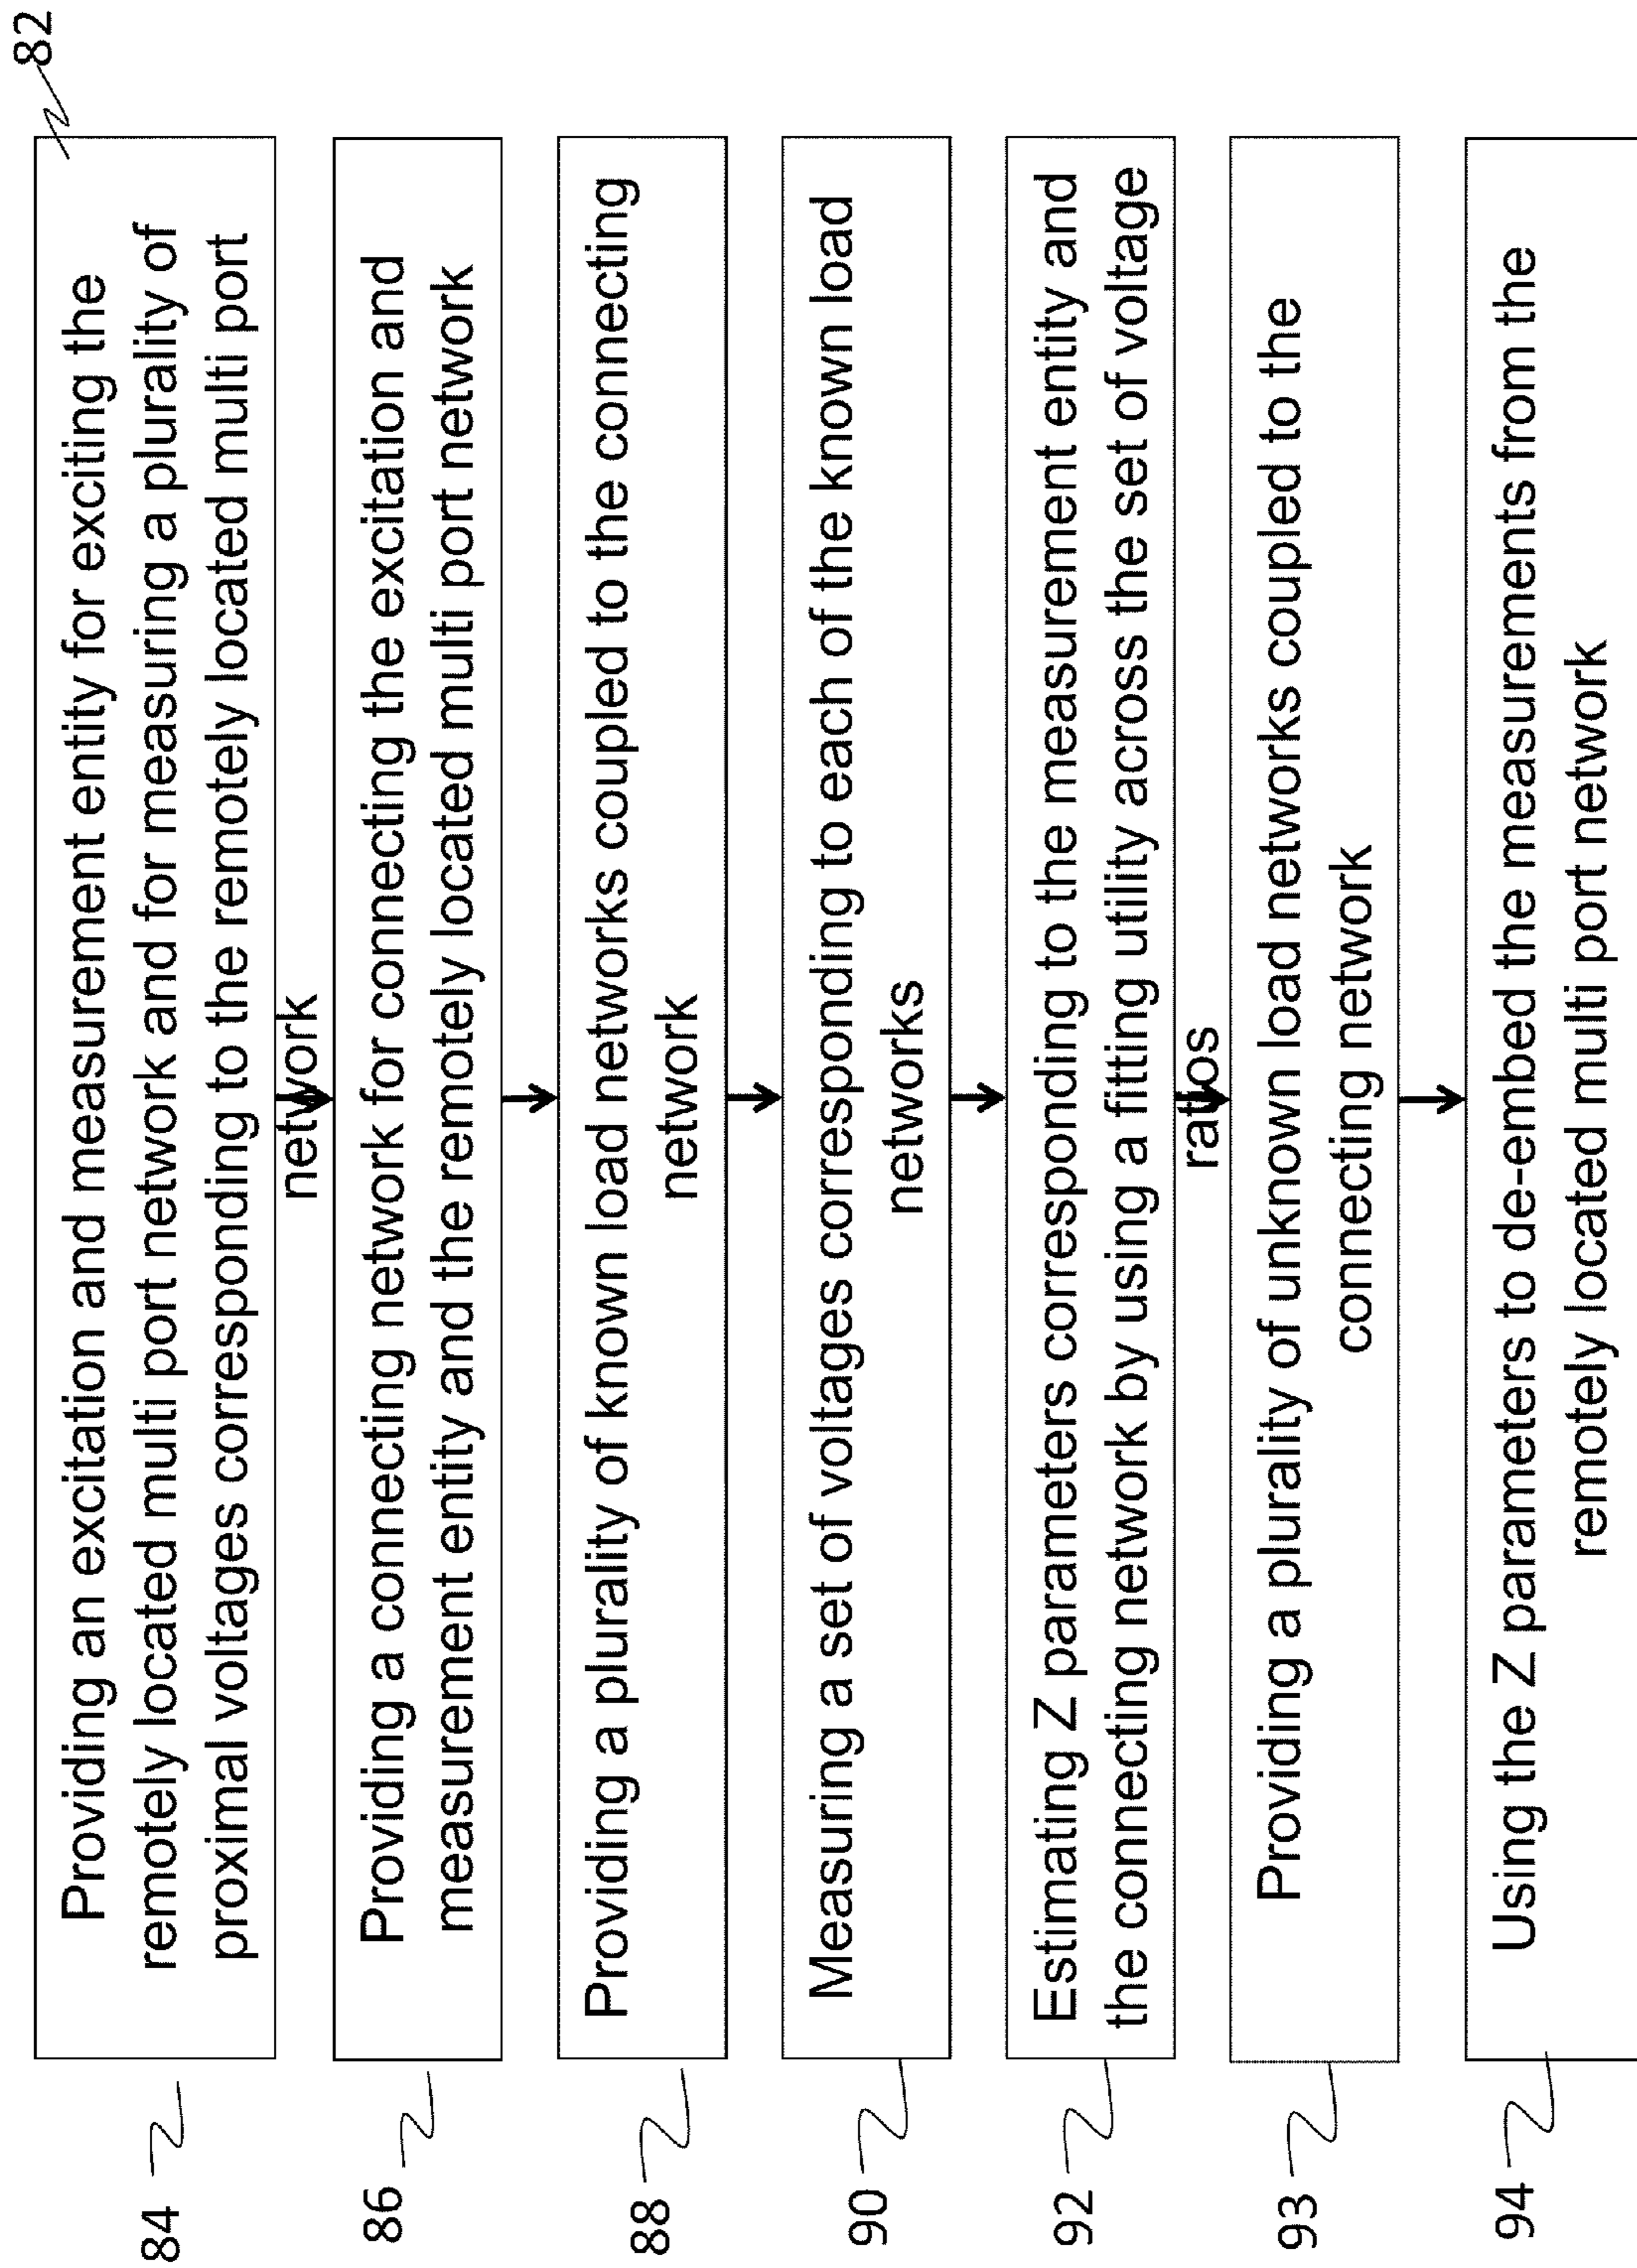 82
84
Providing an excitation and measurement entity for exciting the
remotely located multi port network and for measuring a plurality of
proximal voltages corresponding to the remotely located multi port
network
86
Providing a connecting network for connecting the excitation and
measurement entity and the remotely located multi port network
88
Providing a plurality of known load networks coupled to the connecting
network
90
Measuring a set of voltages corresponding to each of the known load
networks
92
Estimating Z parameters corresponding to the measurement entity and
the connecting network by using a fitting utility across the set of voltage
ratios
93
Providing a plurality of unknown load networks coupled to the
connecting network
94
Using the Z parameters to de-embed the measurements from the
remotely located multi port network